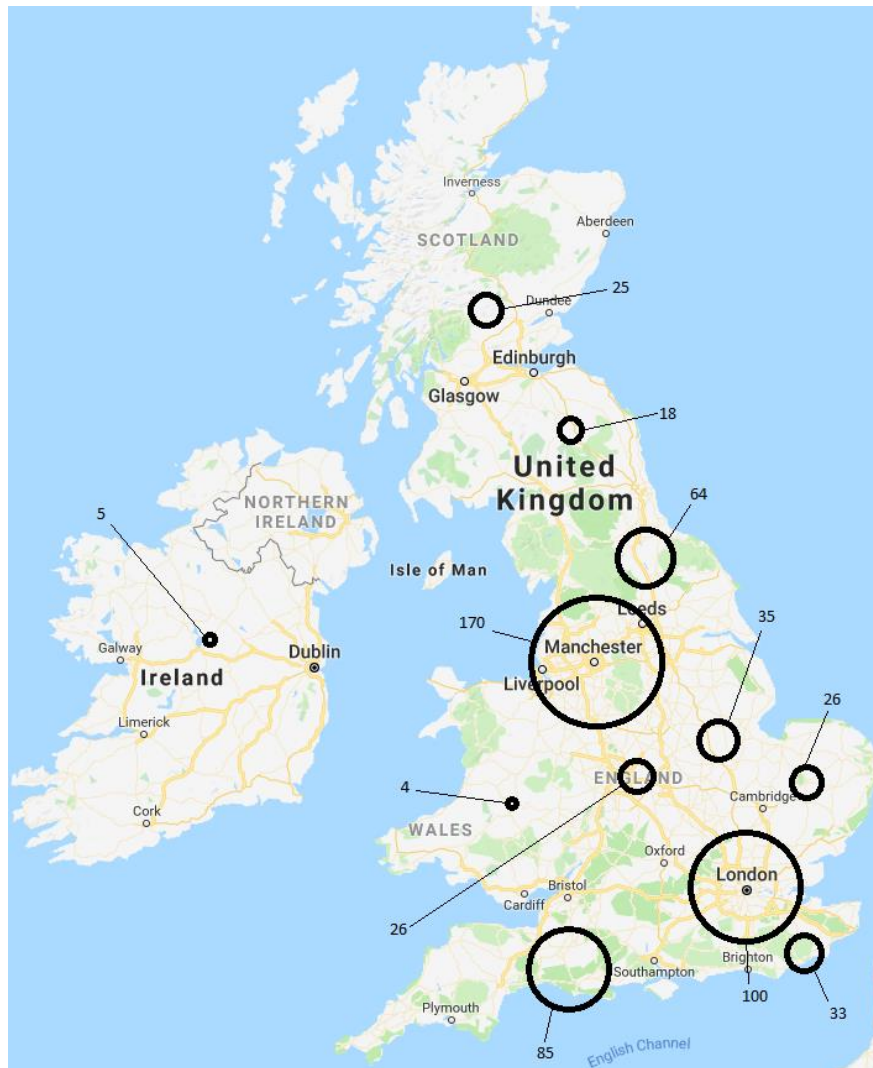 Inverness
Aberdeen
SCOTLAND
25
Dundee
Edinburgh
Glasgow
18
United
Kingdom
64
NORTHERN
IRELAND
5
Isle of Man
Leeds
170
35
Manchester
Galway
Dublin
Liverpool
Ireland
26
Limerick
ENGLAND
4
Cambridge
Cork
WALES
Oxford
London
Bristol
Cardiff
26
Brighton
Southampton
100
Plymouth
33
85
English Channel